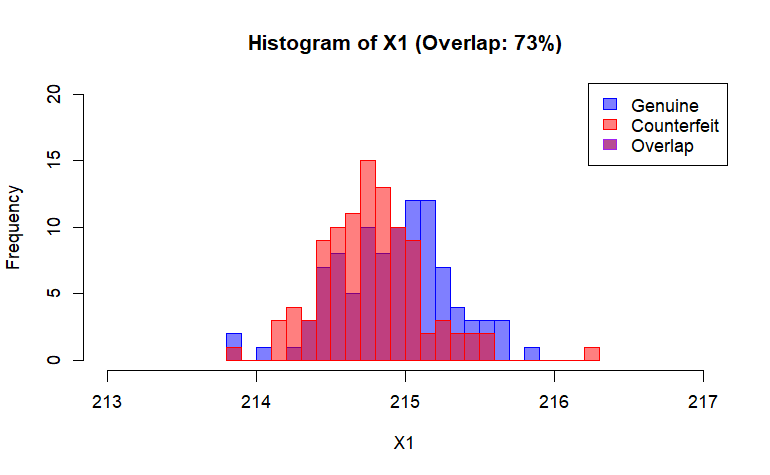 Histogram of X1 (Overlap: 73%)
Genuine
Counterfeit
Overlap
Frequency
20
15
10
5
0
213 214 215 216 217
X1